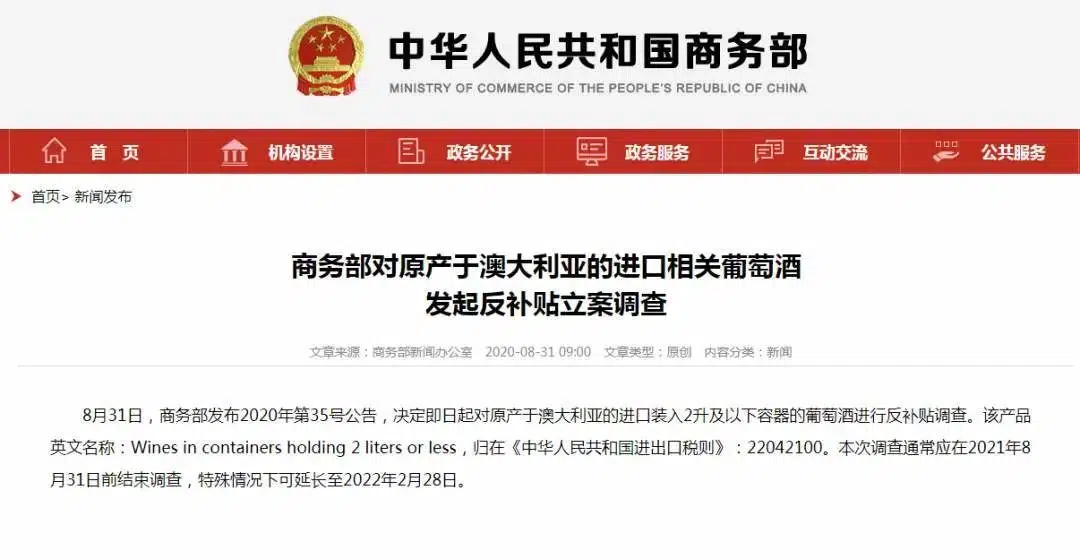 中华人民共和国商务部
MINISTRY OF COMMERCE OF THE PEOPLE'S REPUBLIC OF CHINA
首 页 机构设置 政务公开 政务服务 互动交流 公共服务
首页> 新闻发布
商务部对原产于澳大利亚的进口相关葡萄酒
发起反补贴立案调查
文章来源：商务部新闻办公室 2020-08-31 09:00 文章类型：原创 内容分类：新闻
8月31日，商务部发布2020年第35号公告，决定即日起对原产于澳大利亚的进口装入2升及以下容器的葡萄酒进行反补贴调查。该产品
英文名称：Wines in containers holding 2 liters or less，归在《中华人民共和国进出口税则》：22042100。本次调查通常应在2021年8
月31日前结束调查，特殊情况下可延长至2022年2月28日。